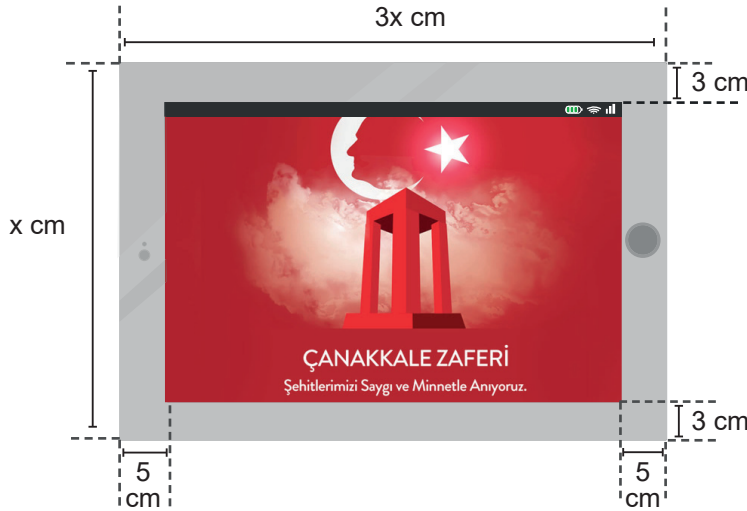 3x cm
3 cm
x cm
ÇANAKKALE ZAFERİ
Şehitlerimizi Saygı ve Minnetle Anıyoruz.
3 cm
5
cm
5
cm